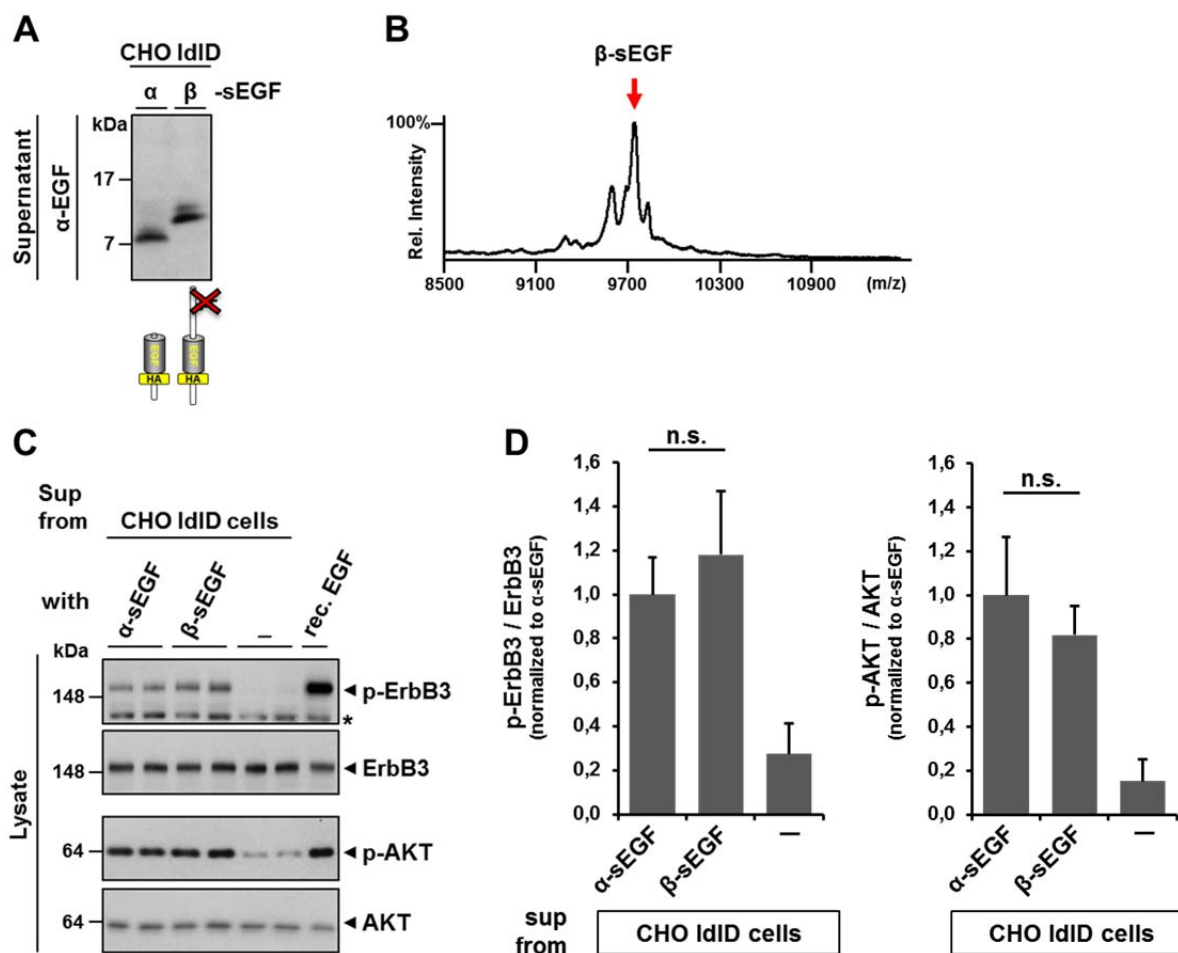 A
CHO ldlD
α β -sEGF
Supernatant
α-EGF
kDa
17
7
EGF
HA
EGF
HA
B
β-sEGF
100%
Rel. Intensity
8500 9100 9700 10300 10900 (m/z)
C
Sup from
CHO ldlD cells
with
α-sEGF β-sEGF – rec. EGF
kDa
Lysate
148
p-ErbB3
*
148
ErbB3
64
p-AKT
64
AKT
D
n.s.
p-ErbB3 / ErbB3
(normalized to α-sEGF)
1,6
1,4
1,2
1,0
0,8
0,6
0,4
0,2
0,0
α-sEGF β-sEGF –
sup from
CHO ldlD cells
n.s.
p-AKT / AKT
(normalized to α-sEGF)
1,6
1,4
1,2
1,0
0,8
0,6
0,4
0,2
0,0
α-sEGF β-sEGF –
CHO ldlD cells